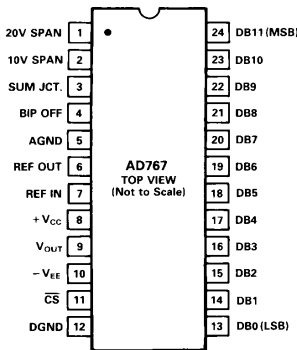 20V SPAN 1 24 DB11 (MSB)
10V SPAN 2 23 DB10
SUM JCT. 3 22 DB9
BIP OFF 4 21 DB8
AGND 5 20 DB7
REF OUT 6 AD767 19 DB6
TOP VIEW
REF IN 7 (Not to Scale) 18 DB5
+ VCC 8 17 DB4
VOUT 9 16 DB3
– VEE 10 15 DB2
CS 11 14 DB1
DGND 12 13 DB0 (LSB)